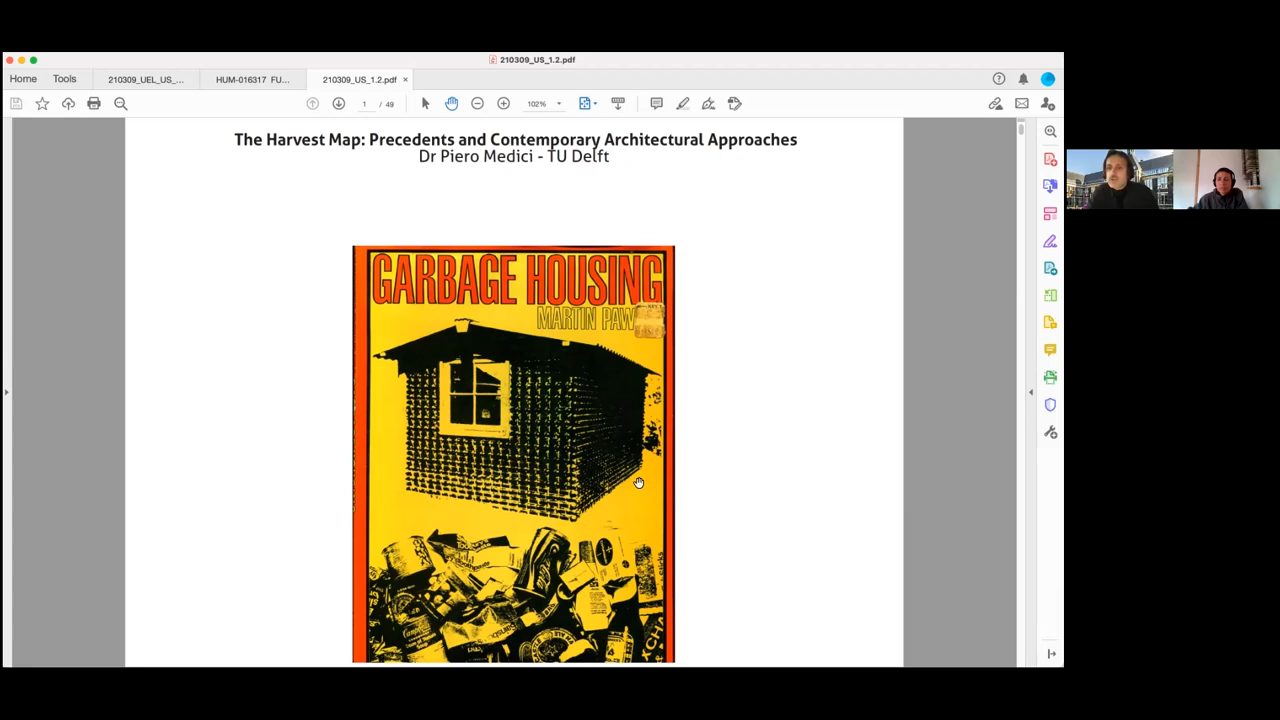 210309_US_1.2.pdf
Home Tools 210309_UEL_US_... HUM-016317 FU... 210309_US_1.2.pdf ×
1 / 49 102%
The Harvest Map: Precedents and Contemporary Architectural Approaches
Dr Piero Medici - TU Delft
GARBAGE HOUSING
MARTIN PAW